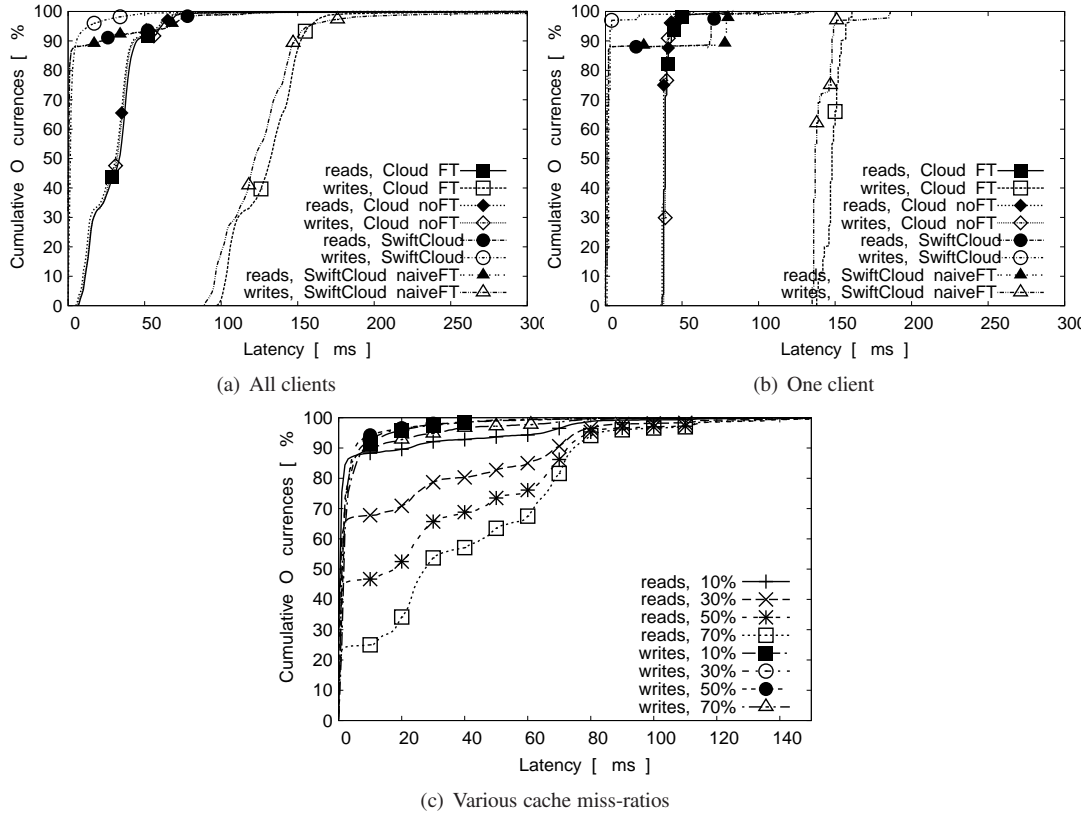 Cumulative O currences [ %
100
90
80
70
60
50
40
30
20
10
0
reads, Cloud FT
writes, Cloud FT
reads, Cloud noFT
writes, Cloud noFT
reads, SwiftCloud
writes, SwiftCloud
reads, SwiftCloud naiveFT
writes, SwiftCloud naiveFT
0 50 100 150 200 250 300
Latency [ ms
(a) All clients
Cumulative O currences [ %
100
90
80
70
60
50
40
30
20
10
0
reads, Cloud FT
writes, Cloud FT
reads, Cloud noFT
writes, Cloud noFT
reads, SwiftCloud
writes, SwiftCloud
reads, SwiftCloud naiveFT
writes, SwiftCloud naiveFT
0 50 100 150 200 250 300
Latency [ ms
(b) One client
Cumulative O currences [ %
100
90
80
70
60
50
40
30
20
10
0
reads, 10%
reads, 30%
reads, 50%
reads, 70%
writes, 10%
writes, 30%
writes, 50%
writes, 70%
0 20 40 60 80 100 120 140
Latency [ ms
(c) Various cache miss-ratios